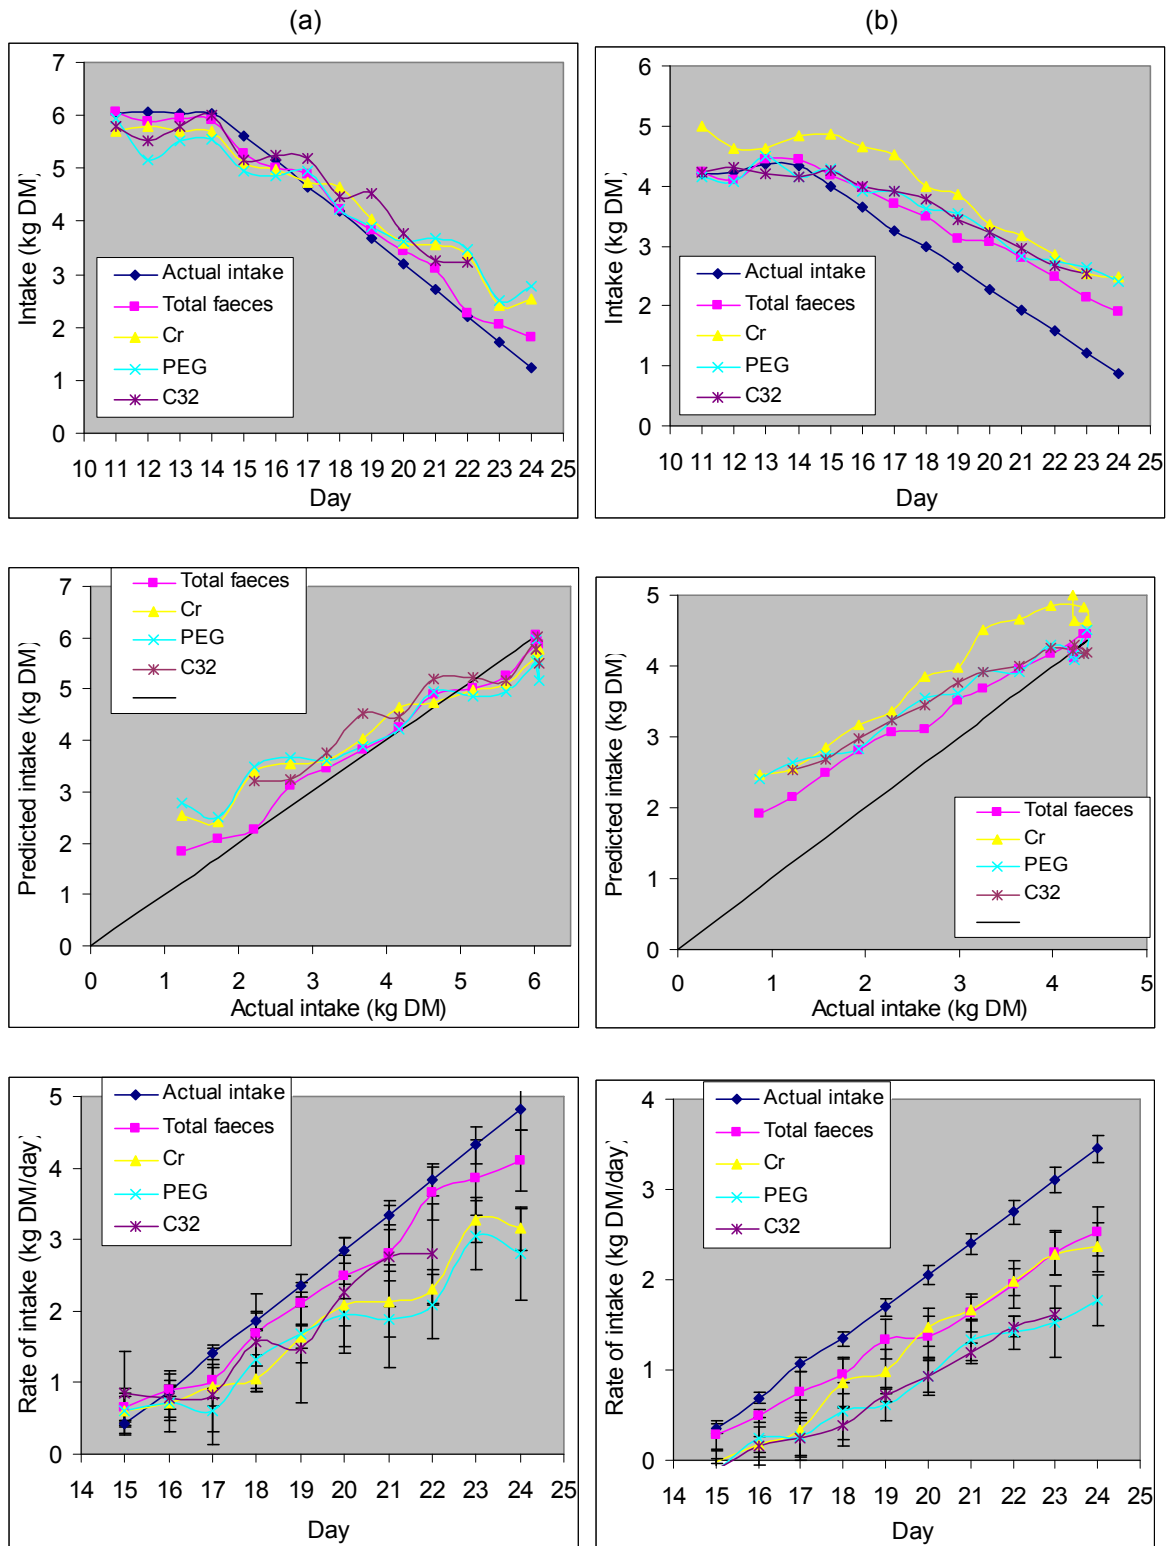 (a)
(b)
7
6
5
4
3
2
1
0
Intake (kg DM)
Actual intake
Total faeces
Cr
PEG
C32
10 11 12 13 14 15 16 17 18 19 20 21 22 23 24 25
Day
6
5
4
3
2
1
0
Intake (kg DM)
Actual intake
Total faeces
Cr
PEG
C32
10 11 12 13 14 15 16 17 18 19 20 21 22 23 24 25
Day
7
6
5
4
3
2
1
0
Predicted intake (kg DM)
Total faeces
Cr
PEG
C32
0 1 2 3 4 5 6
Actual intake (kg DM)
5
4
3
2
1
0
Predicted intake (kg DM)
Total faeces
Cr
PEG
C32
0 1 2 3 4 5
Actual intake (kg DM)
5
4
3
2
1
0
Rate of intake (kg DM/day)
Actual intake
Total faeces
Cr
PEG
C32
14 15 16 17 18 19 20 21 22 23 24 25
Day
4
3
2
1
0
Rate of intake (kg DM/day)
Actual intake
Total faeces
Cr
PEG
C32
14 15 16 17 18 19 20 21 22 23 24 25
Day